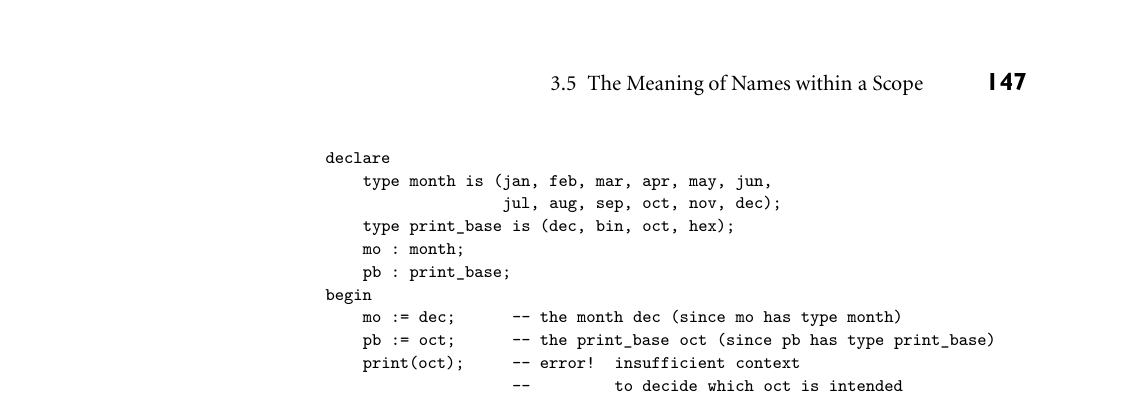 3.5 The Meaning of Names within a Scope 147
declare
type month is (jan, feb, mar, apr, may, jun,
jul, aug, sep, oct, nov, dec);
type print_base is (dec, bin, oct, hex);
mo : month;
pb : print_base;
begin
mo := dec; -- the month dec (since mo has type month)
pb := oct; -- the print_base oct (since pb has type print_base)
print(oct); -- error! insufficient context
-- to decide which oct is intended